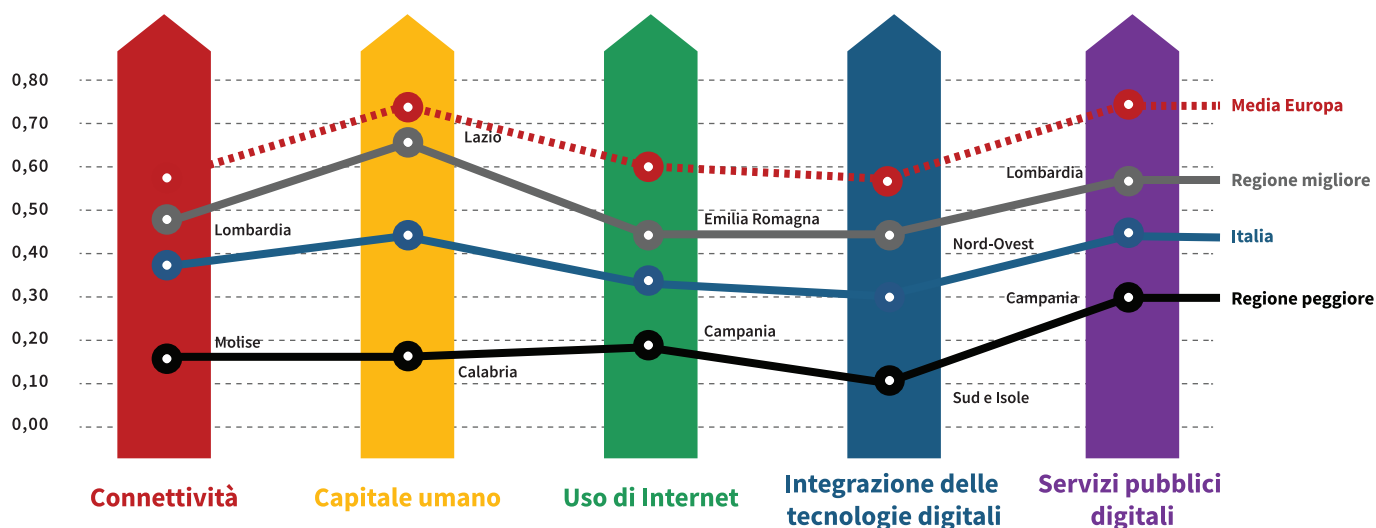 0,80
0,70
0,60
0,50
0,40
0,30
0,20
0,10
0,00
Media Europa
Lazio
Lombardia
Regione migliore
Emilia Romagna
Lombardia
Italia
Nord-Ovest
Campania
Regione peggiore
Campania
Molise
Calabria
Sud e Isole
Connettività
Capitale umano
Uso di Internet
Integrazione delle
tecnologie digitali
Servizi pubblici
digitali